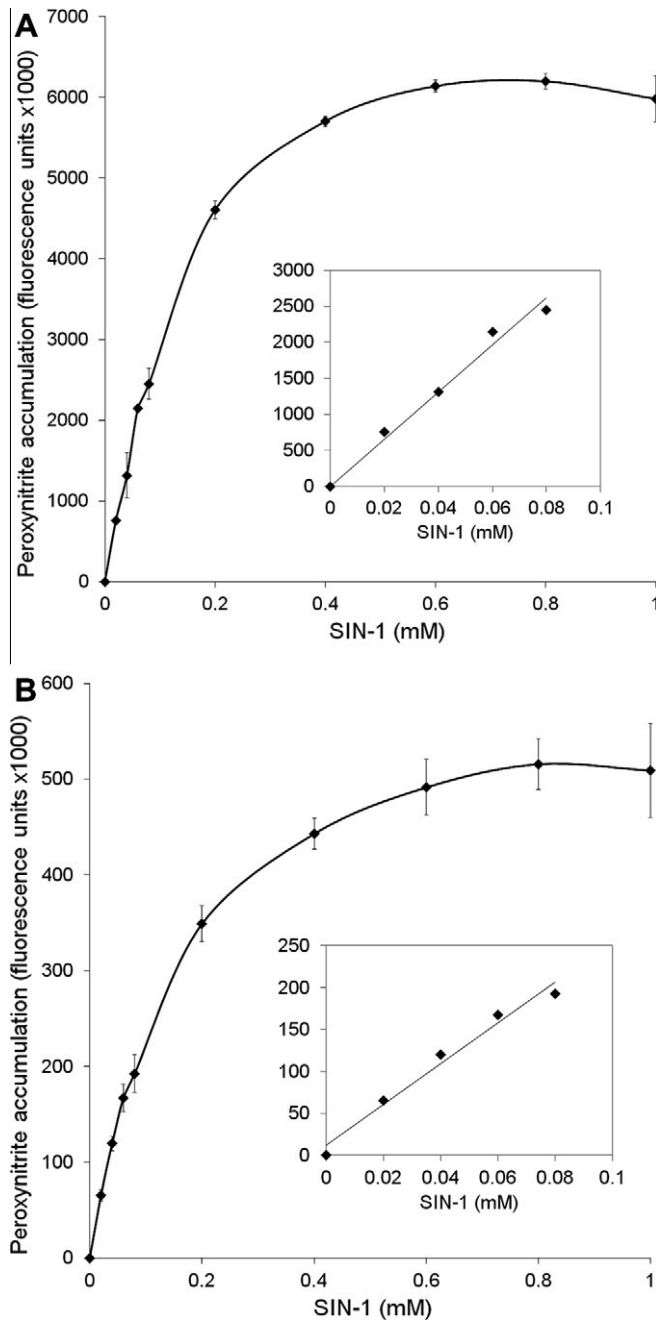 A
Peroxynitrite accumulation (fluorescence units x1000)
7000
6000
5000
4000
3000
2000
1000
0
0 0.2 0.4 0.6 0.8 1
SIN-1 (mM)
3000
2500
2000
1500
1000
500
0
0 0.02 0.04 0.06 0.08 0.1
SIN-1 (mM)
B
Peroxynitrite accumulation (fluorescence units x1000)
600
500
400
300
200
100
0
0 0.2 0.4 0.6 0.8 1
SIN-1 (mM)
250
200
150
100
50
0
0 0.02 0.04 0.06 0.08 0.1
SIN-1 (mM)